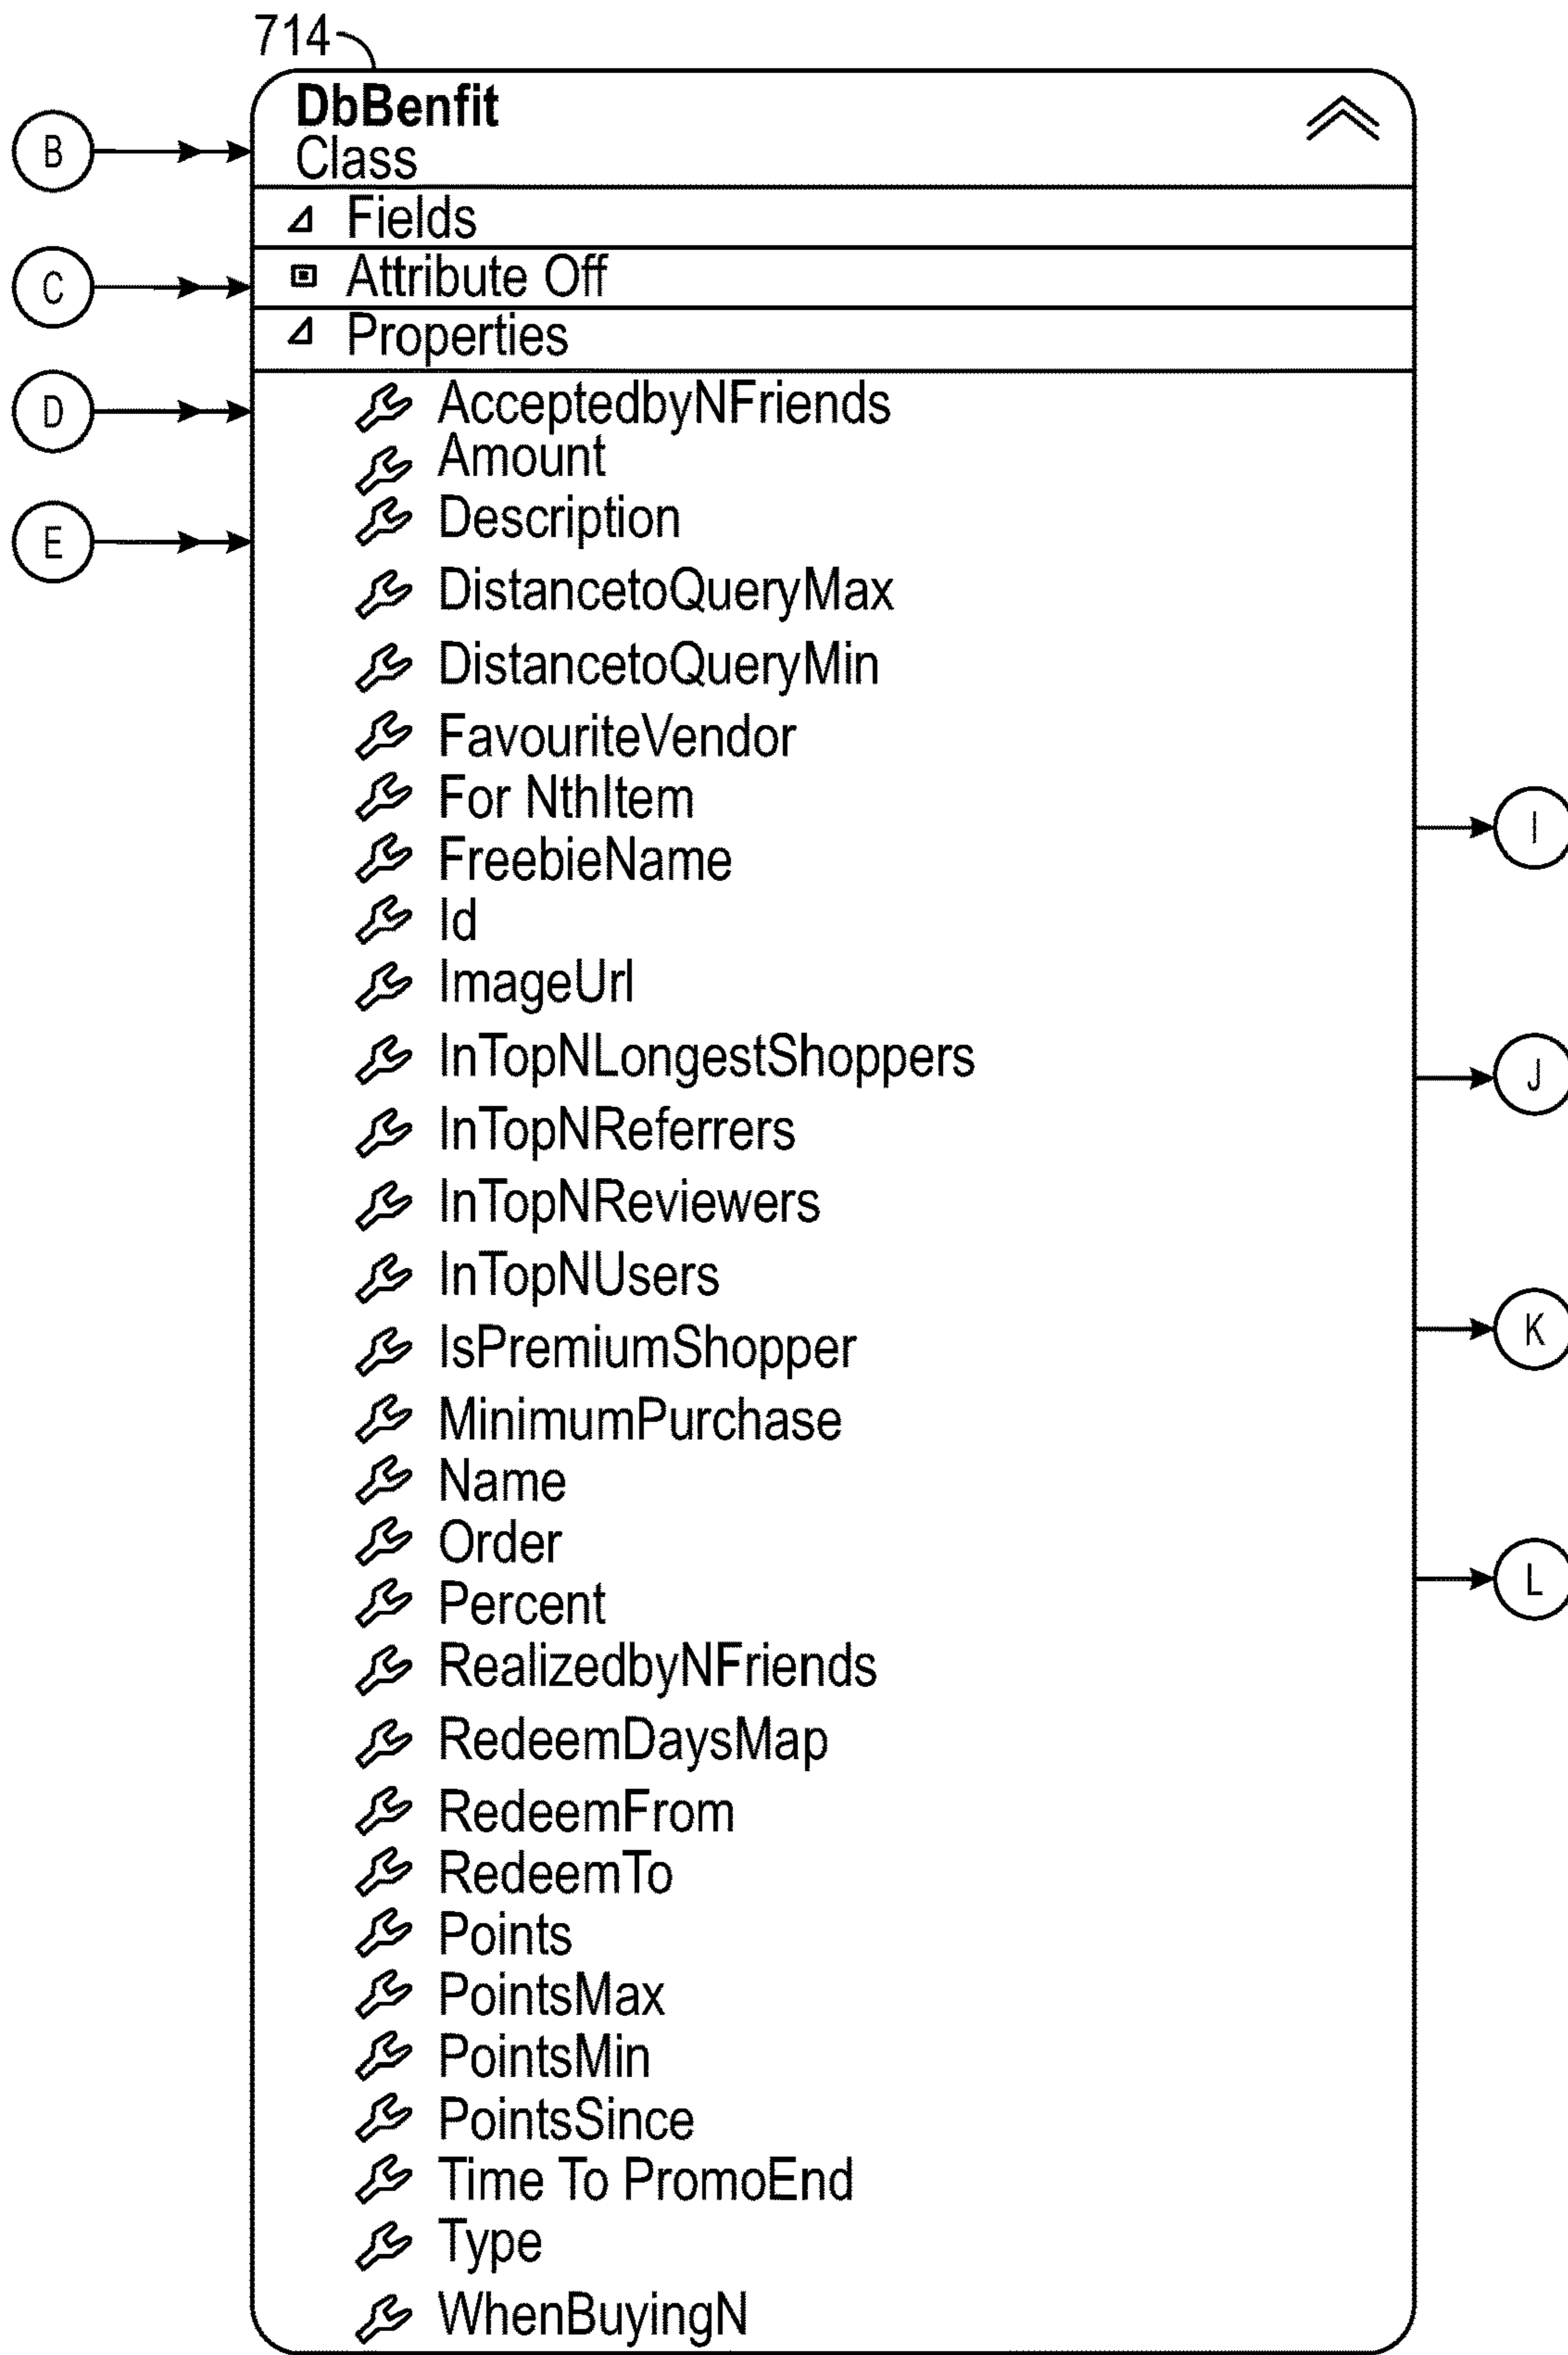 714
DbBenfit
B
Class
Fields
C
Attribute Off
Properties
D
AcceptedbyNFriends
Amount
Description
E
DistancetoQueryMax
DistancetoQueryMin
FavouriteVendor
For NthItem
I
FreebieName
Id
ImageUrl
InTopNLongestShoppers
J
InTopNReferrers
InTopNReviewers
InTopNUsers
K
IsPremiumShopper
MinimumPurchase
Name
Order
L
Percent
RealizedbyNFriends
RedeemDaysMap
RedeemFrom
RedeemTo
Points
PointsMax
PointsMin
PointsSince
Time To PromoEnd
Type
WhenBuyingN